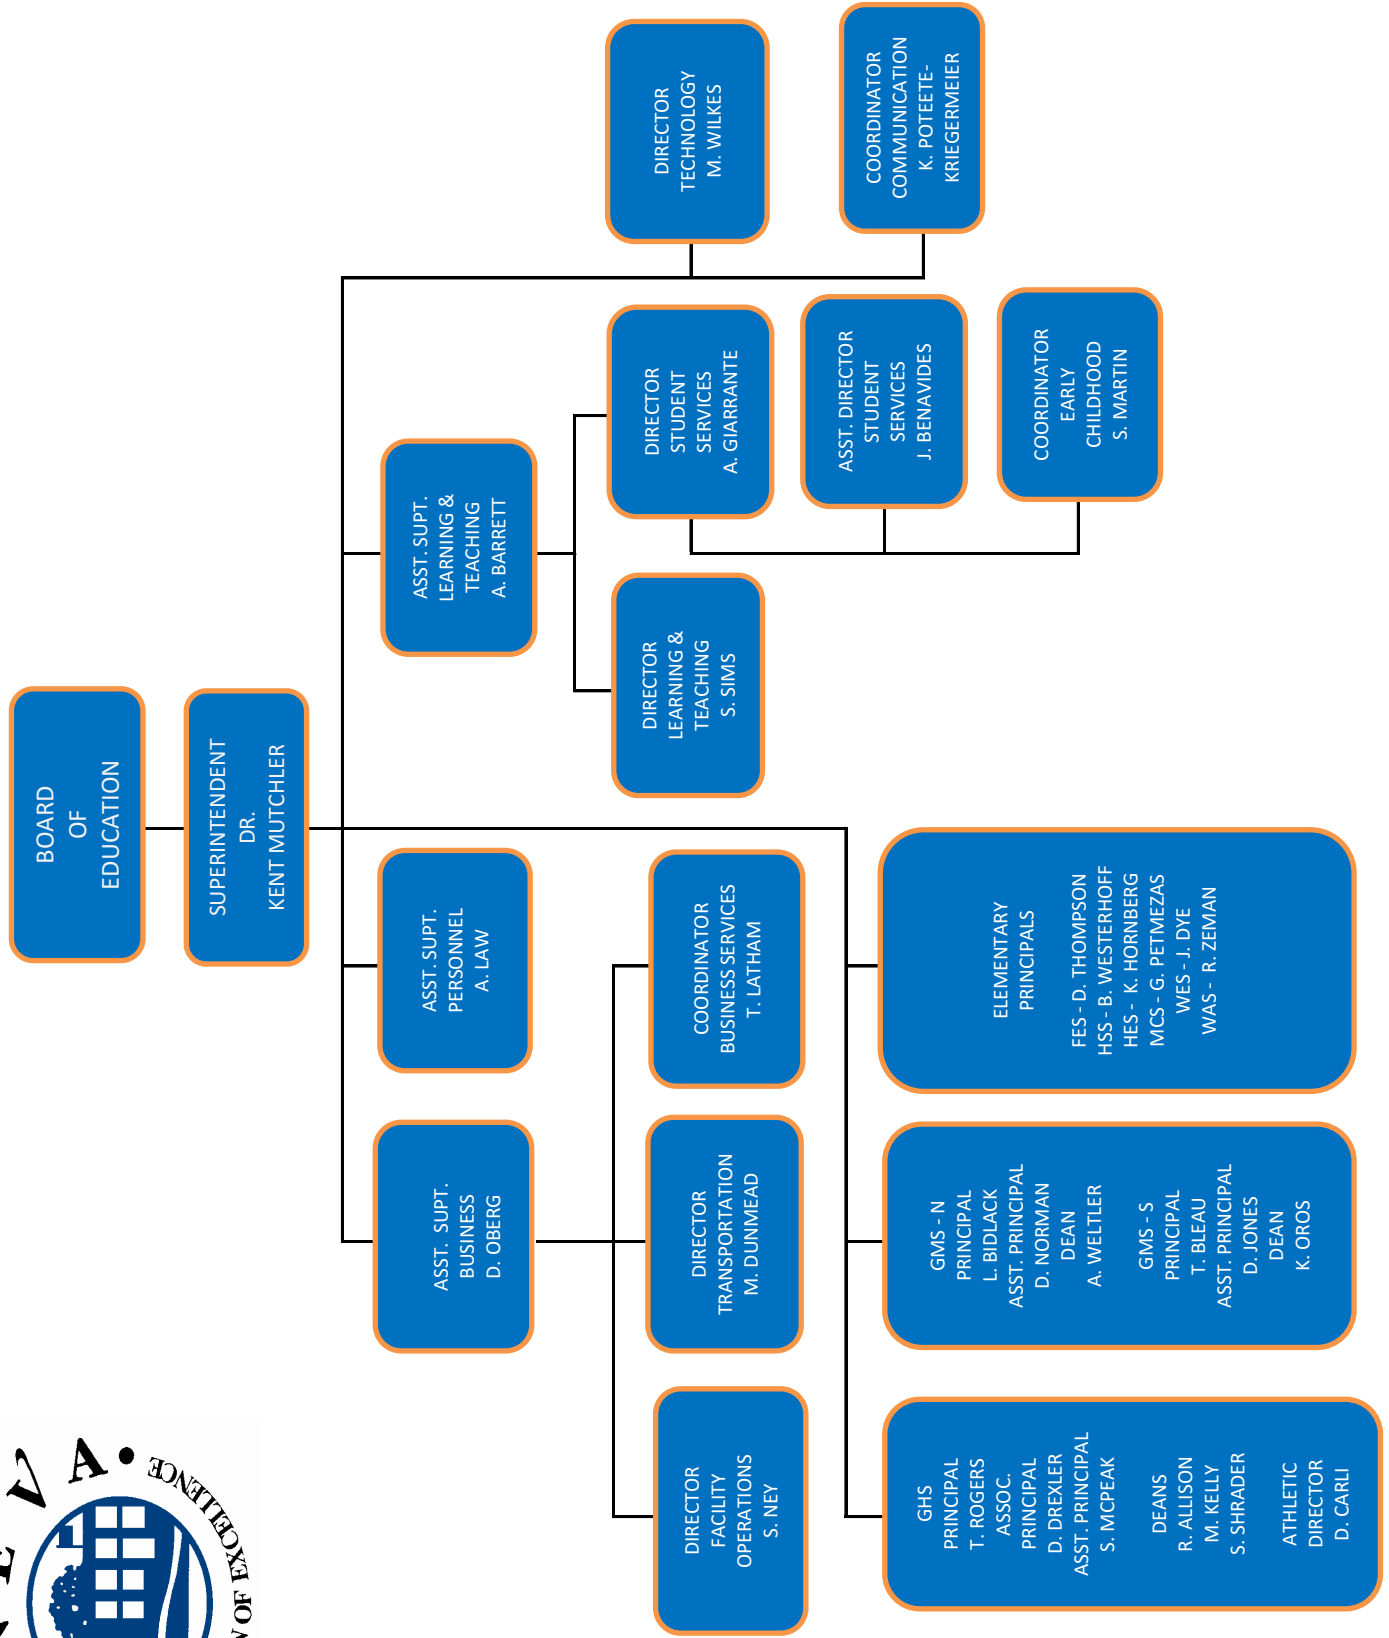 BOARD
OF
EDUCATION
SUPERINTENDENT
DR.
KENT MUTCHLER
ASST.  SUPT.
BUSINESS
D. OBERG
ASST. SUPT.
PERSONNEL
A. LAW
ASST. SUPT.
LEARNING &
TEACHING
A. BARRETT
DIRECTOR
FACILITY
OPERATIONS
S. NEY
DIRECTOR
TRANSPORTATION
M. DUNMEAD
COORDINATOR
BUSINESS SERVICES
T. LATHAM
DIRECTOR
LEARNING &
TEACHING
S. SIMS
DIRECTOR
STUDENT
SERVICES
A. GIARRANTE
DIRECTOR
TECHNOLOGY
M. WILKES
ASST. DIRECTOR
STUDENT
SERVICES
J. BENAVIDES
COORDINATOR
COMMUNICATION
K. POTEETE-
KRIEGERMEIER
COORDINATOR
EARLY
CHILDHOOD
S. MARTIN
GHS
PRINCIPAL
T. ROGERS
ASSOC.
PRINCIPAL
D. DREXLER
ASST. PRINCIPAL
S. MCPEAK
DEANS
R. ALLISON
M. KELLY
S. SHRADER
ATHLETIC
DIRECTOR
D. CARLI
GMS - N
PRINCIPAL
L. BIDLACK
ASST. PRINCIPAL
D. NORMAN
DEAN
A. WELTLER
GMS - S
PRINCIPAL
T. BLEAU
ASST. PRINCIPAL
D. JONES
DEAN
K. OROS
ELEMENTARY
PRINCIPALS
FES - D. THOMPSON
HSS - B. WESTERHOFF
HES -  K. HORNBERG
MCS - G. PETMEZAS
WES - J. DYE
WAS -  R. ZEMAN
OF EXCELLENCE